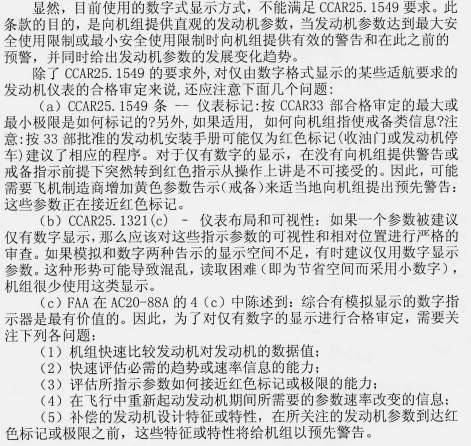 显然，目前使用的数字式显示方式，不能满足 CCAR25.1549 要求。此
条款的目的，是向机组提供直观的发动机参数，当发动机参数达到最大安
全使用限制或最小安全使用限制时向机组提供有效的警告和在此之前的
预警，并同时给出发动机参数的发展变化趋势。
除了 CCAR25.1549 的要求外，对仅由数字格式显示的某些适航要求的
发动机仪表的合格审定来说，还应注意下面几个问题：
（a）CCAR25.1549 条 -- 仪表标记：按 CCAR33 部合格审定的最大或
最小极限是如何标记的?另外，如果适用，如何向机组指使戒备类信息?注
意：按 33 部批准的发动机安装手册可能仅为红色标记(收油门或发动机停
车)建议了相应的程序。对于仅有数字的显示，在没有向机组提供警告或
戒备指示前提下突然转到红色指示从操作上讲是不可接受的。因此，可能
需要飞机制造商增加黄色参数告示(戒备)来适当地向机组提出预先警告：
这些参数正在接近红色标记。
（b）CCAR25.1321(c) - 仪表布局和可视性：如果一个参数被建议
仅有数字显示，那么应该对这些指示参数的可视性和相对位置进行严格的
审查。如果模拟和数字两种告示的显示空间不足，有时建议仅用数字显示
参数。这种形势可能导致混乱，读取困难（即为节省空间而采用小数字），
机组很少使用这类显示。
（c）FAA 在 AC20-88A 的 4（c）中陈述到：综合有模拟显示的数字指
示器是最有价值的。因此，为了对仅有数字的显示进行合格审定，需要关
注下列各问题：
（1）机组快速比较发动机对发动机的数据值；
（2）快速评估必需的趋势或速率信息的能力；
（3）评估所指示参数如何接近红色标记或极限的能力；
（4）在飞行中重新起动发动机期间所需要的参数速率改变的信息；
（5）补偿的发动机设计特征或特性，在所关注的发动机参数到达红
色标记或极限之前，这些特征或特性将给机组以预先警告。